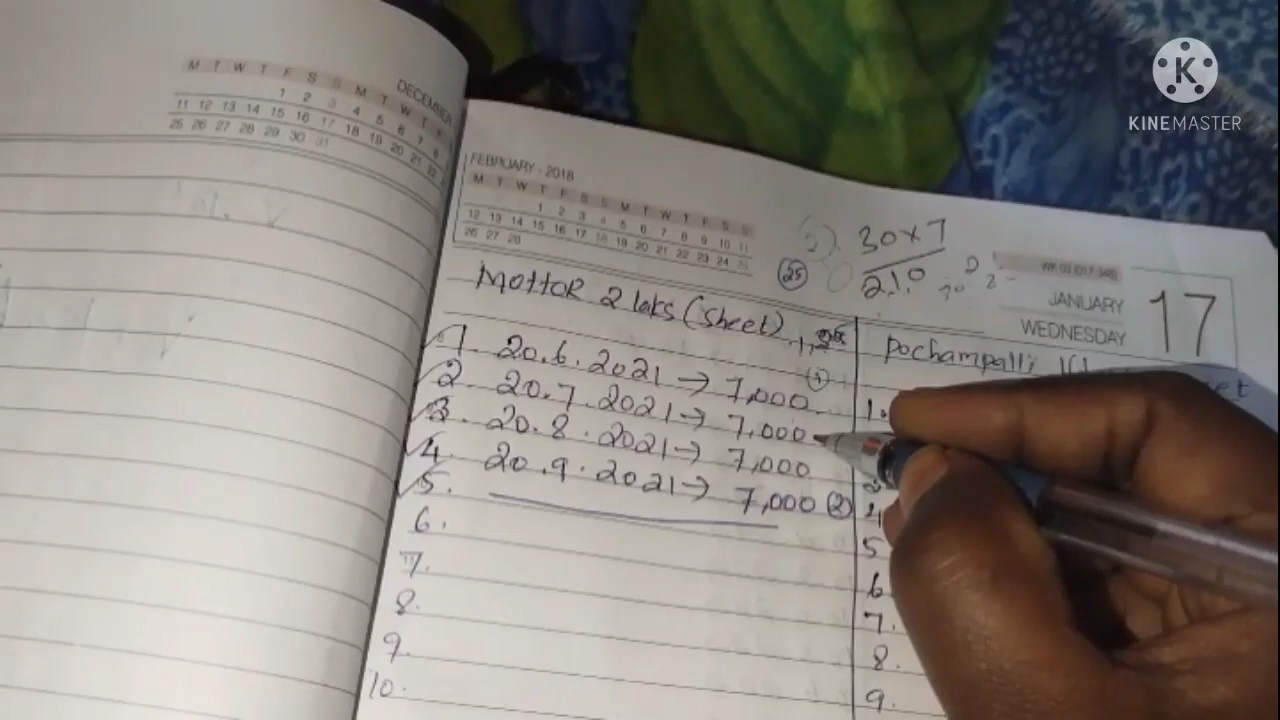 K
KINEMASTER
DECEMBER
M T W T F S S M T W T F
1 2 3 4 5 6 7 8
11 12 13 14 15 16 17 18 19 20 21 22
25 26 27 28 29 30 31
FEBRUARY - 2018
M T W T F S S M T W T F S S
1 2 3 4 5 6 7 8 9 10 11
12 13 14 15 16 17 18 19 20 21 22 23 24 25
26 27 28
25
30x7
210
JANUARY
WEDNESDAY
17
Motter 2 laks (Sheet)
Pochampalli
1. 20.6.2021 → 7,000
2. 20.7.2021 → 7,000
3. 20.8.2021 → 7,000
4. 20.9.2021 → 7,000 (2)
5.
6.
7.
8.
9.
10.
1.
4
5
6
7.
8.
9.